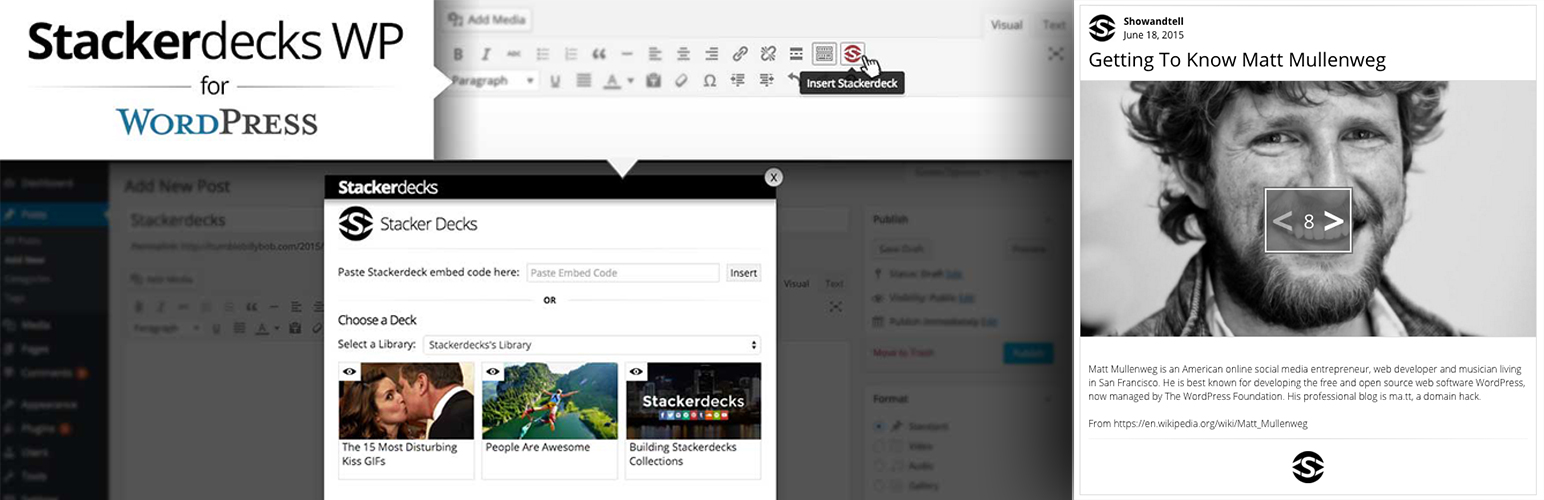 Stackerdecks WP
for
WORDPRESS
Add Media
Visual
Text
B I ABC
Paragraph
U
A
Ω
Insert Stackerdeck
Dashboard
Posts
All Posts
Add New
Categories
Tags
Media
Pages
Comments
Appearance
Plugins
Users
Tools
Add New Post
Stackerdecks
Add Media
Visual
Text
B I
Paragraph
U
A
Publish
Save Draft
Preview
Status: Draft Edit
Visibility: Public Edit
Publish immediately Edit
Move to Trash
Publish
Format
Standard
Video
Audio
Gallery
Stackerdecks
X
S Stacker Decks
Paste Stackerdeck embed code here: Paste Embed Code Insert
OR
Choose a Deck
Select a Library: Stackerdecks's Library
Stackerdecks
The 15 Most Disturbing
Kiss GIFs
People Are Awesome
Building Stackerdecks
Collections
Showandtell
June 18, 2015
Getting To Know Matt Mullenweg
< 8 >
Matt Mullenweg is an American online social media entrepreneur, web developer and musician living
in San Francisco. He is best known for developing the free and open source web software WordPress,
now managed by The WordPress Foundation. His professional blog is ma.tt, a domain hack.
From https://en.wikipedia.org/wiki/Matt_Mullenweg
S